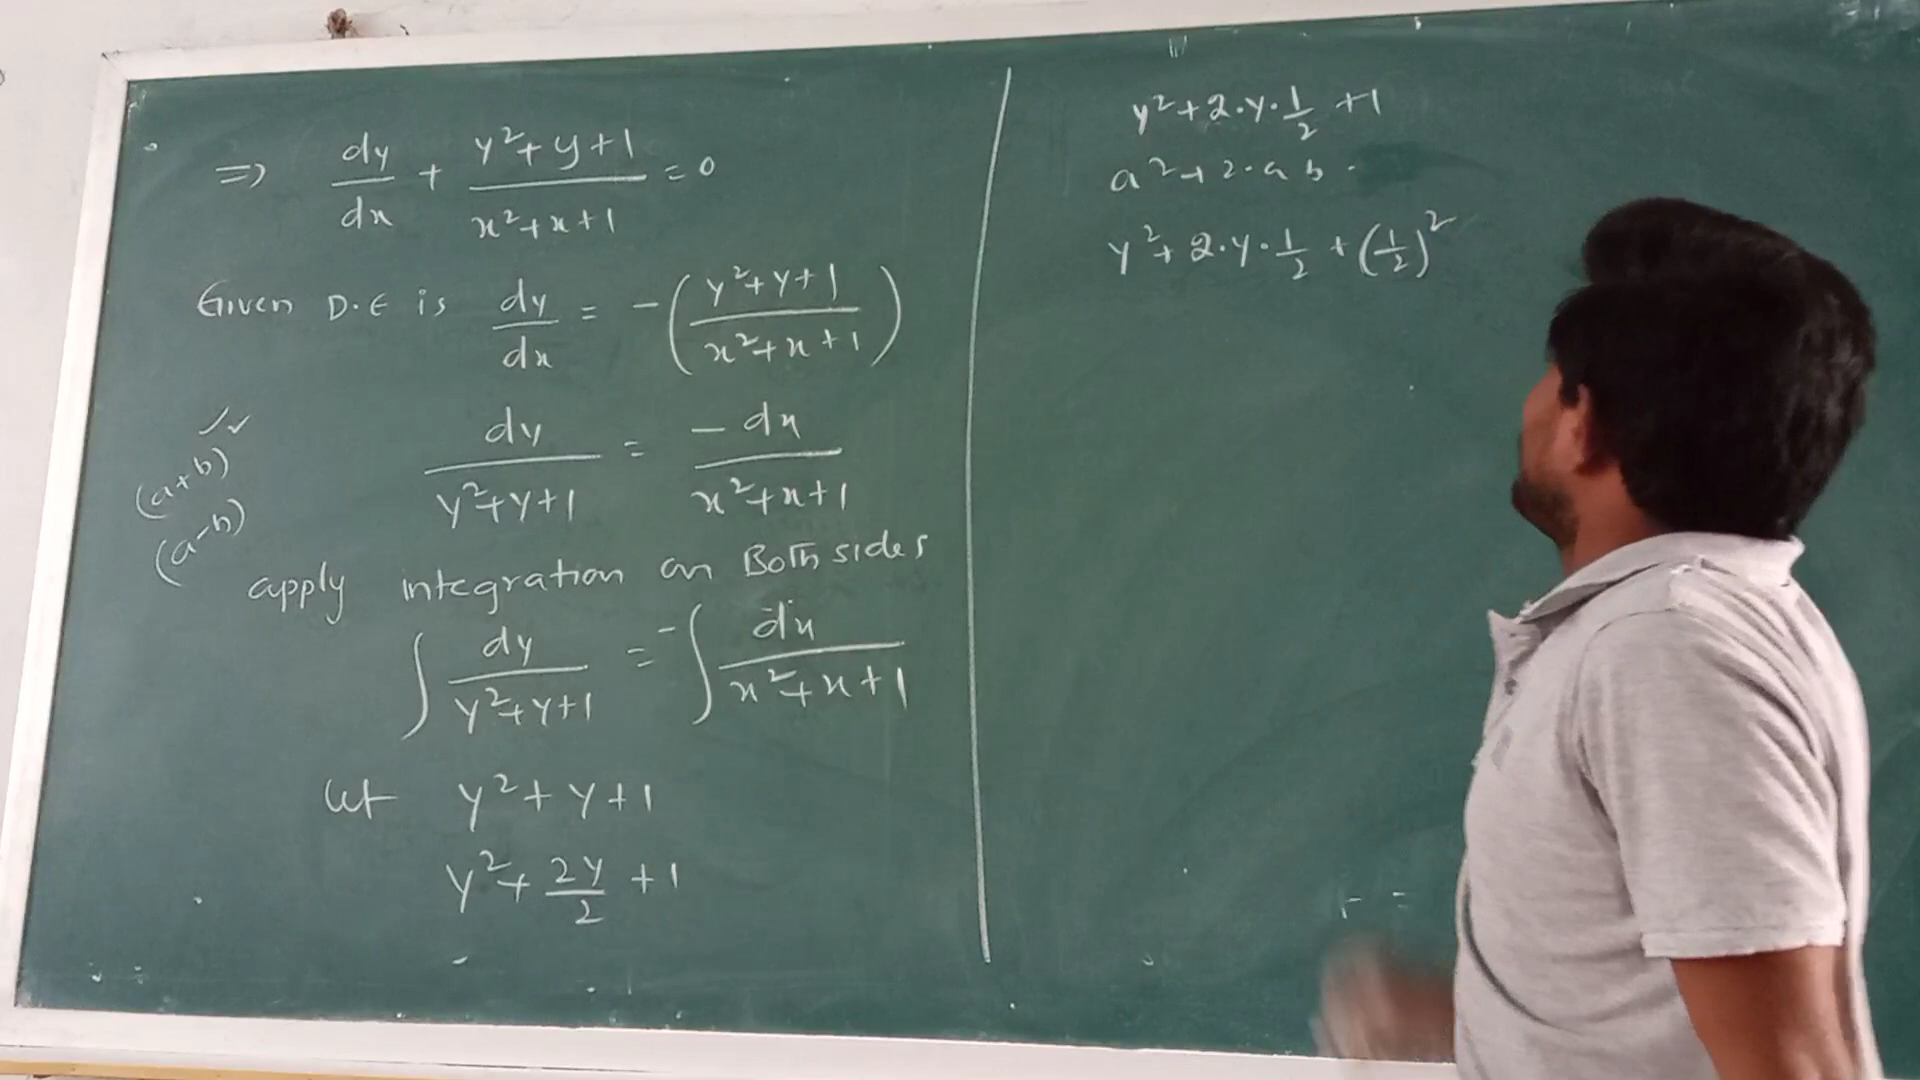 => dy/dx + (y²+y+1)/(x²+x+1) = 0
Given D.E is dy/dx = -((y²+y+1)/(x²+x+1))
dy/(y²+y+1) = -dx/(x²+x+1)
(a+b)
(a-b)
apply integration on Both sides
∫ dy/(y²+y+1) = -∫ dx/(x²+x+1)
let y²+y+1
y²+ 2y/2 +1
y²+2·y·1/2 +1
a²+2·ab·
y²+2·y·1/2 +(1/2)²